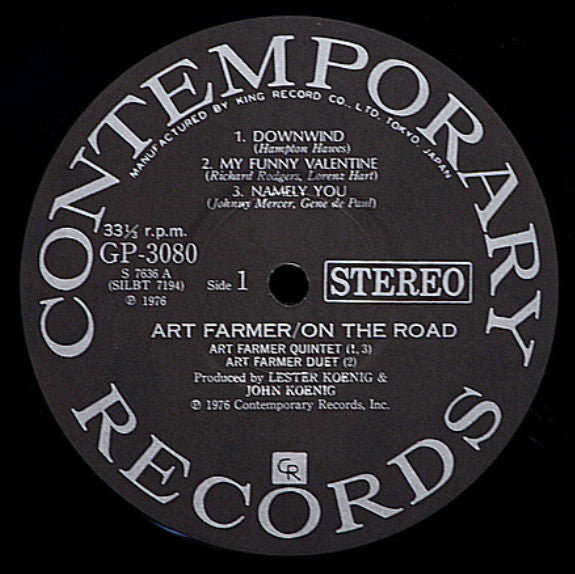 CONTEMPORARY RECORDS
MANUFACTURED BY KING RECORD CO., LTD. TOKYO, JAPAN
1. DOWNWIND
(Hampton Hawes)
2. MY FUNNY VALENTINE
(Richard Rodgers, Lorenz Hart)
3. NAMELY YOU
(Johnny Mercer, Gene de Paul)
33⅓ r.p.m.
GP-3080
S 7636 A
(SILBT 7194)
℗ 1976
Side 1
STEREO
ART FARMER/ON THE ROAD
ART FARMER QUINTET (1, 3)
ART FARMER DUET (2)
Produced by LESTER KOENIG &
JOHN KOENIG
℗ 1976 Contemporary Records, Inc.
CR